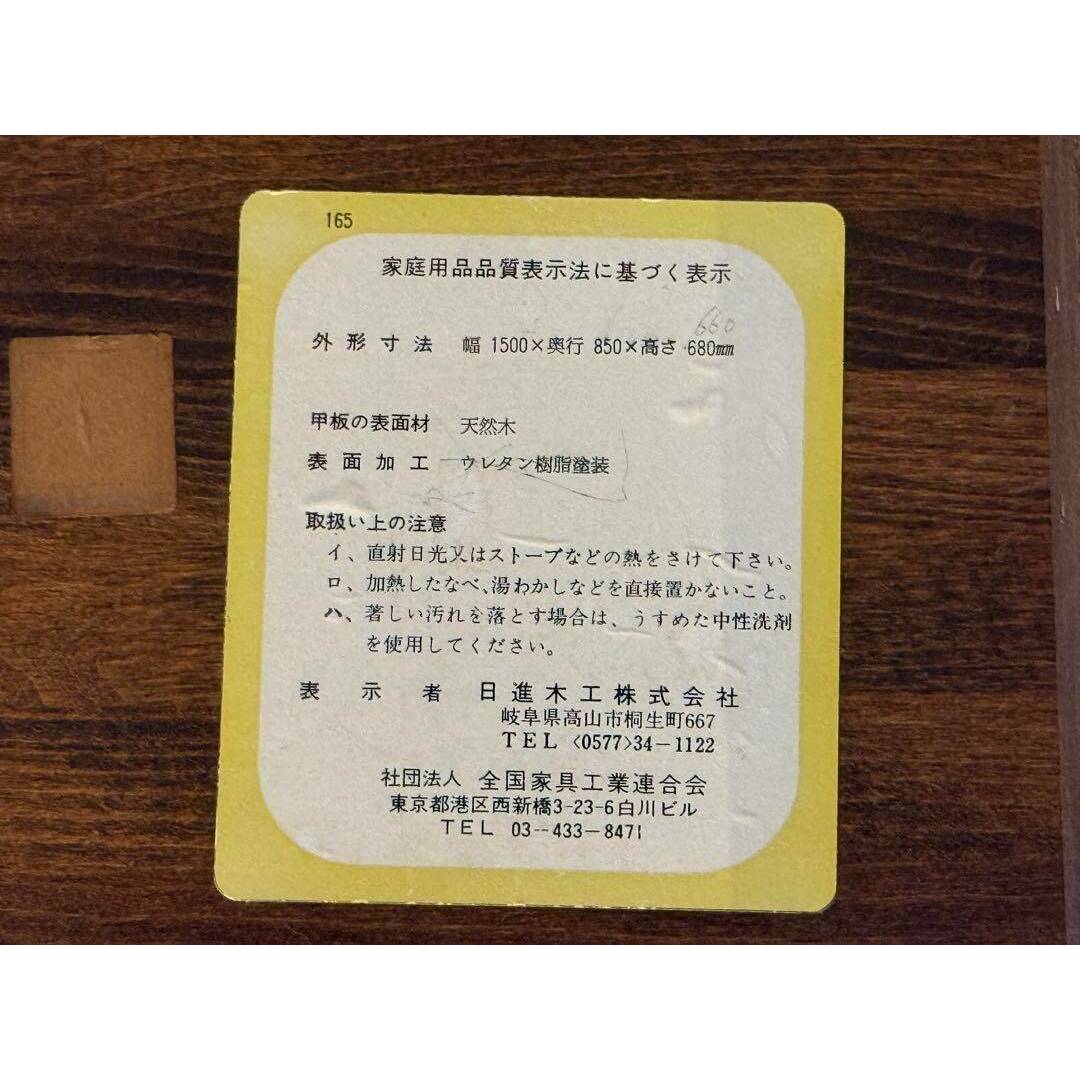 165
家庭用品品質表示法に基づく表示
660
外形寸法 幅 1500×奥行 850×高さ 680mm
甲板の表面材 天然木
表面加工 ウレタン樹脂塗装
取扱い上の注意
イ、直射日光又はストーブなどの熱をさけて下さい。
ロ、加熱したなべ、湯わかしなどを直接置かないこと。
ハ、著しい汚れを落とす場合は、うすめた中性洗剤
を使用してください。
表示者 日進木工株式会社
岐阜県高山市桐生町667
TEL <0577>34-1122
社団法人 全国家具工業連合会
東京都港区西新橋3-23-6白川ビル
TEL 03--433-8471